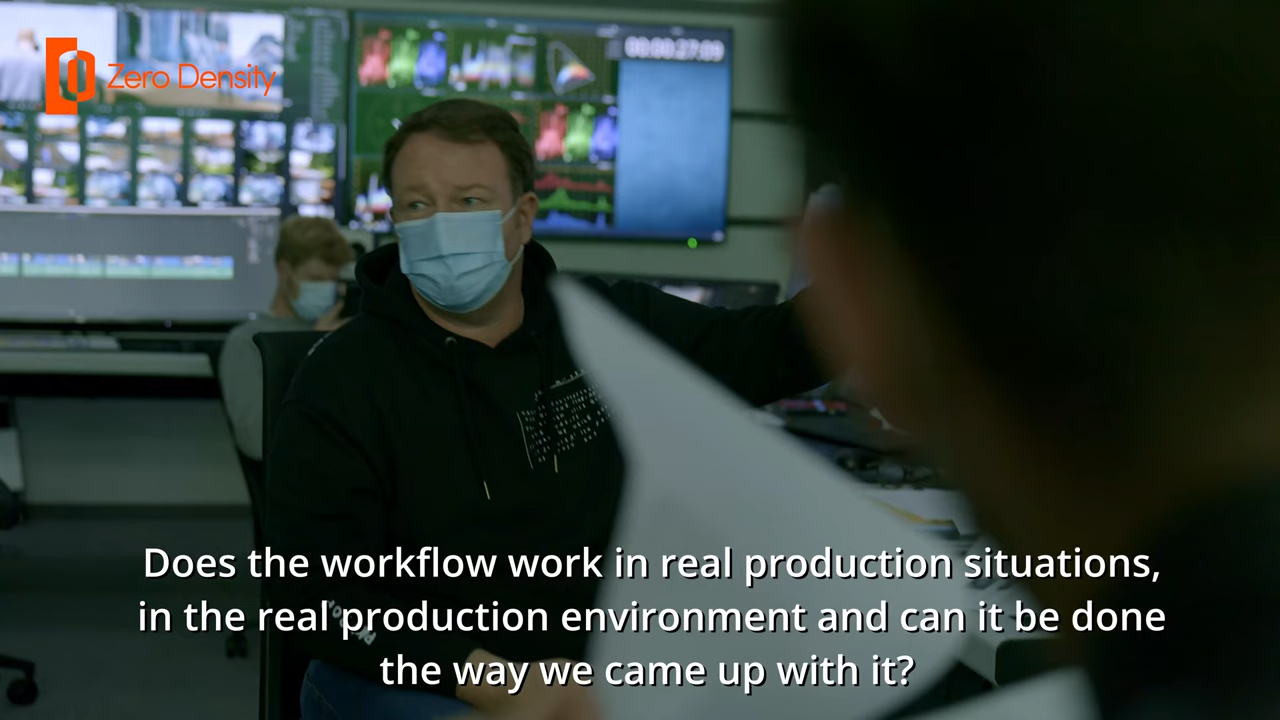 Zero Density
00:00:27:09
Does the workflow work in real production situations,
in the real production environment and can it be done
the way we came up with it?